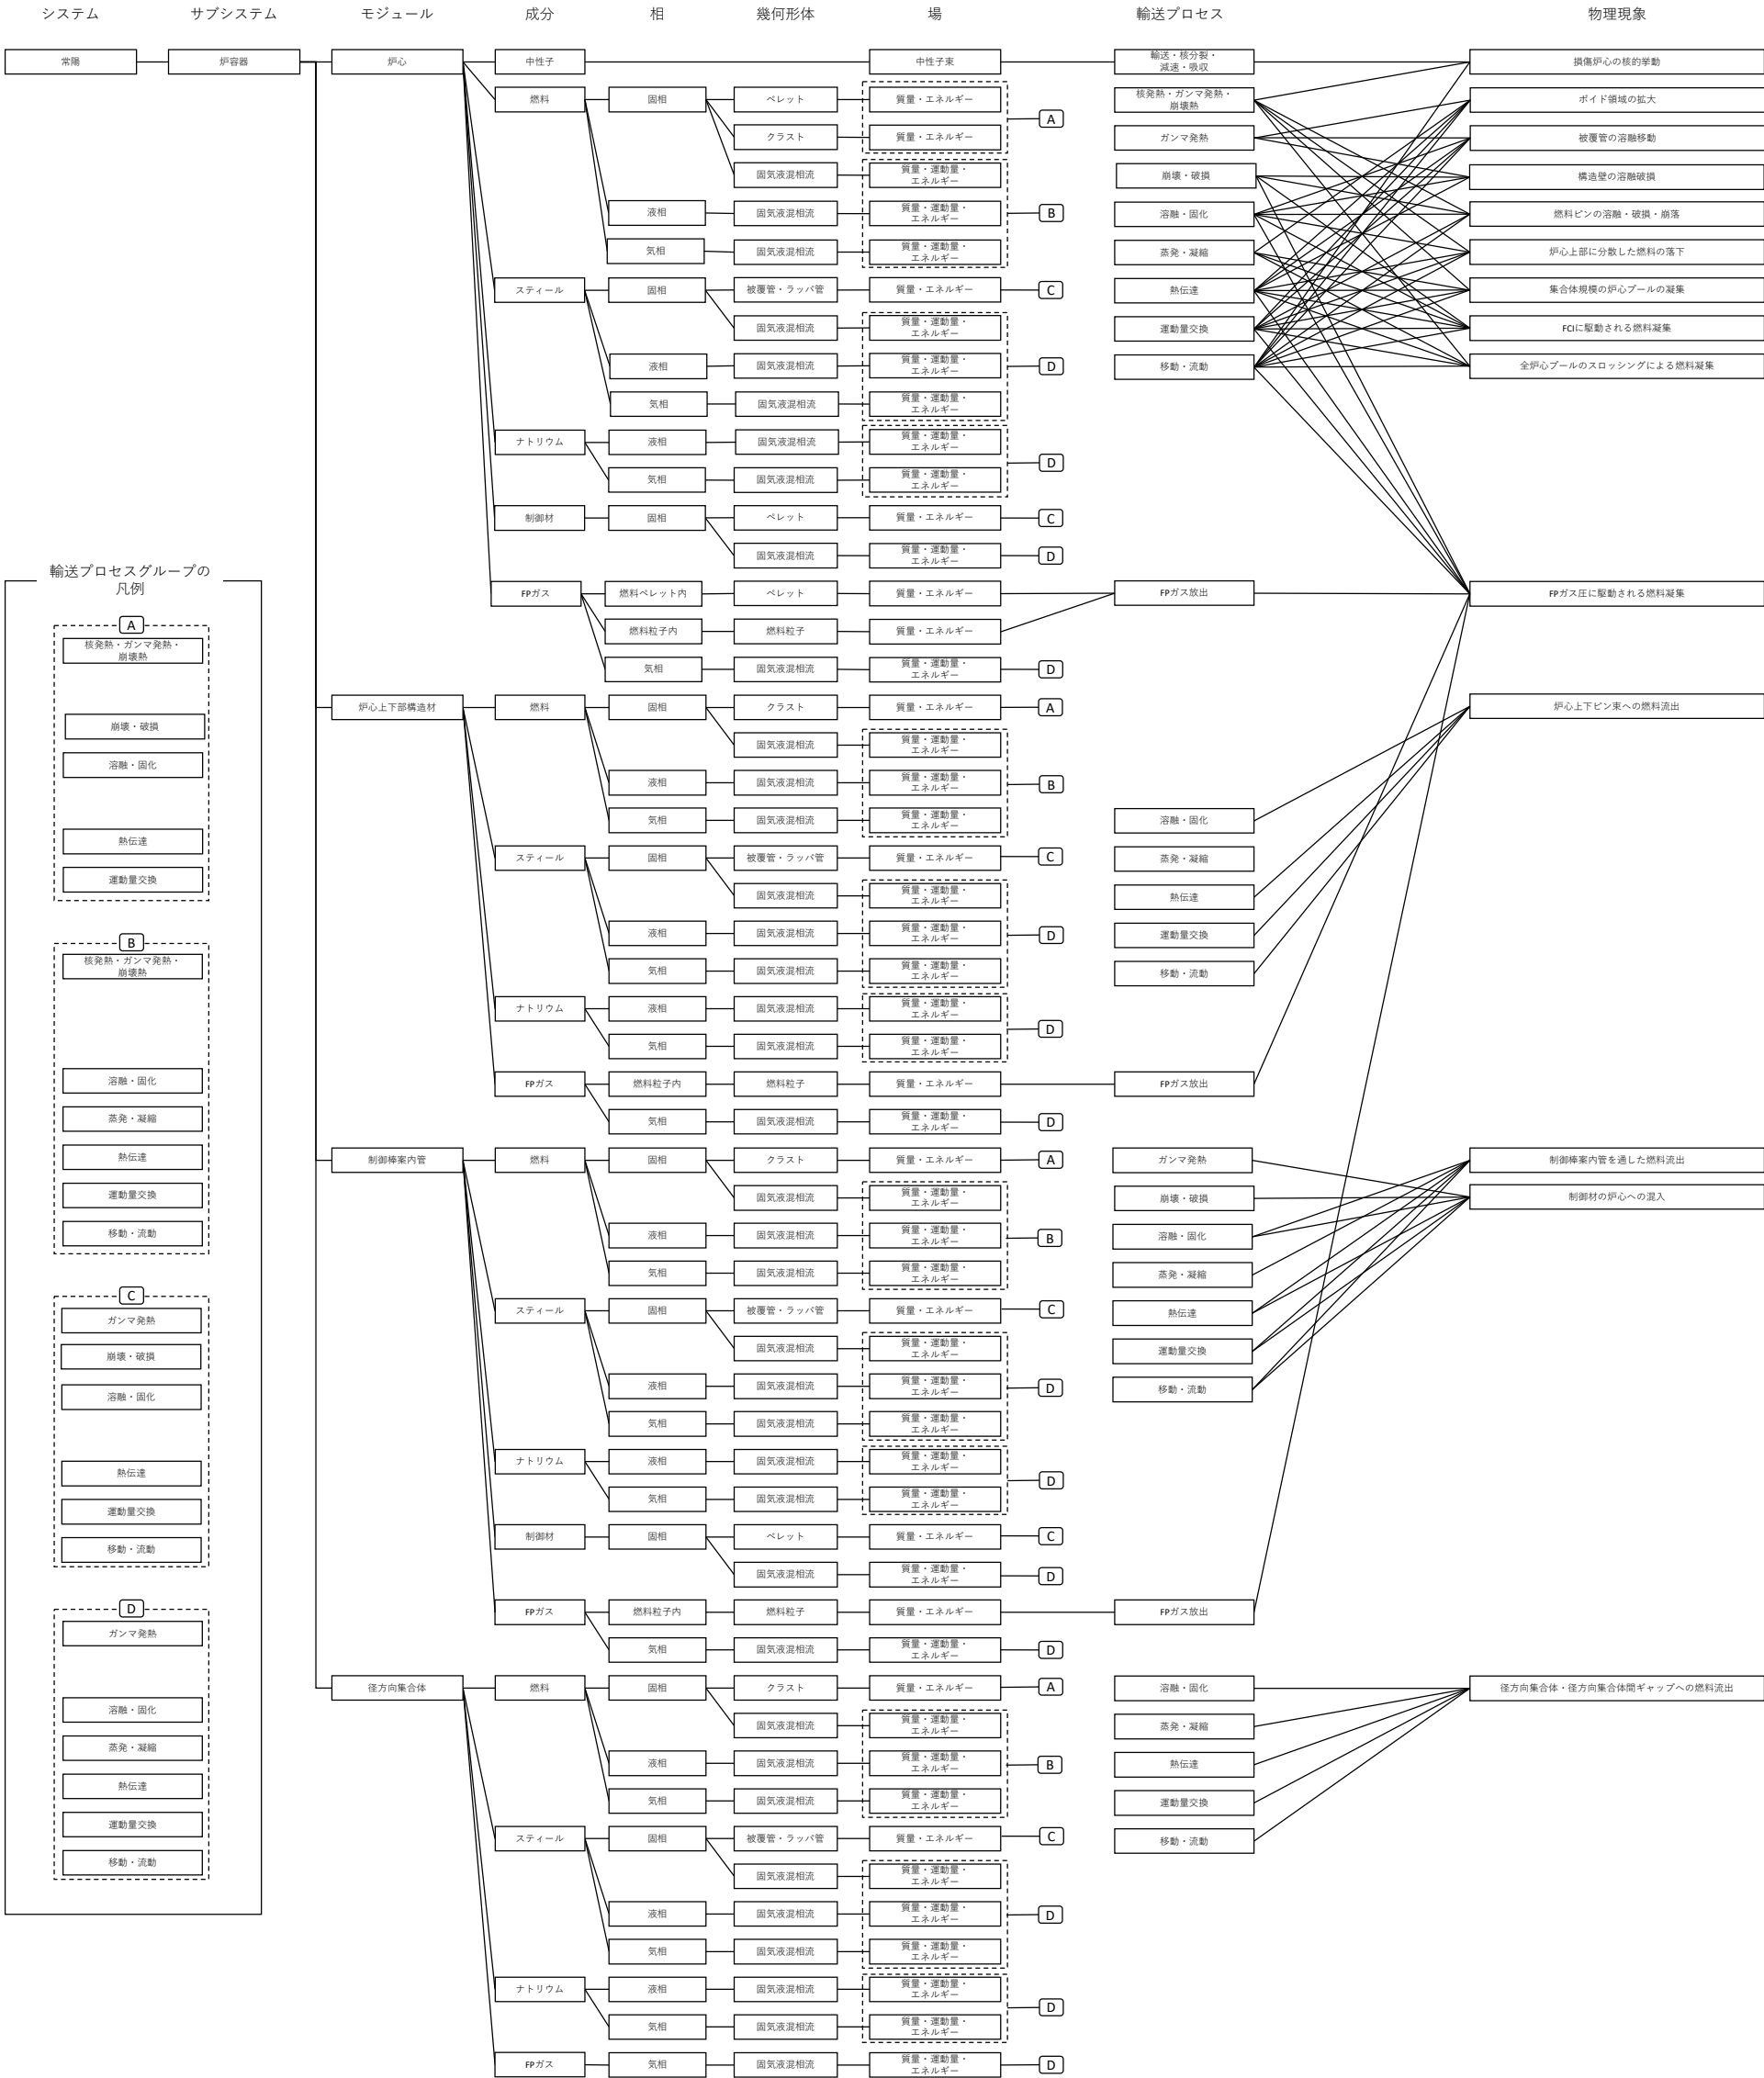 システム
サブシステム
モジュール
成分
相
幾何形体
場
輸送プロセス
物理現象
常陽
炉容器
炉心
中性子
中性子束
輸送・核分裂・
減速・吸収
損傷炉心の核的挙動
燃料
固相
ペレット
質量・エネルギー
A
核発熱・ガンマ発熱・
崩壊熱
ボイド領域の拡大
クラスト
質量・エネルギー
ガンマ発熱
被覆管の溶融移動
固気液混相流
質量・運動量・
エネルギー
崩壊・破損
構造壁の溶融破損
液相
固気液混相流
質量・運動量・
エネルギー
B
溶融・固化
燃料ピンの溶融・破損・崩落
気相
固気液混相流
質量・運動量・
エネルギー
蒸発・凝縮
炉心上部に分散した燃料の落下
スティール
固相
被覆管・ラッパ管
質量・エネルギー
C
熱伝達
集合体規模の炉心プールの凝集
固気液混相流
質量・運動量・
エネルギー
運動量交換
FCIに駆動される燃料凝集
液相
固気液混相流
質量・運動量・
エネルギー
D
移動・流動
全炉心プールのスロッシングによる燃料凝集
気相
固気液混相流
質量・運動量・
エネルギー
ナトリウム
液相
固気液混相流
質量・運動量・
エネルギー
D
気相
固気液混相流
質量・運動量・
エネルギー
制御材
固相
ペレット
質量・エネルギー
C
固気液混相流
質量・運動量・
エネルギー
D
FPガス
燃料ペレット内
ペレット
質量・エネルギー
FPガス放出
FPガス圧に駆動される燃料凝集
燃料粒子内
燃料粒子
質量・エネルギー
気相
固気液混相流
質量・運動量・
エネルギー
D
炉心上下部構造材
燃料
固相
クラスト
質量・エネルギー
A
炉心上下ピン束への燃料流出
固気液混相流
質量・運動量・
エネルギー
液相
固気液混相流
質量・運動量・
エネルギー
B
気相
固気液混相流
質量・運動量・
エネルギー
溶融・固化
スティール
固相
被覆管・ラッパ管
質量・エネルギー
C
蒸発・凝縮
固気液混相流
質量・運動量・
エネルギー
熱伝達
液相
固気液混相流
質量・運動量・
エネルギー
D
運動量交換
気相
固気液混相流
質量・運動量・
エネルギー
移動・流動
ナトリウム
液相
固気液混相流
質量・運動量・
エネルギー
D
気相
固気液混相流
質量・運動量・
エネルギー
FPガス
燃料粒子内
燃料粒子
質量・エネルギー
FPガス放出
気相
固気液混相流
質量・運動量・
エネルギー
D
制御棒案内管
燃料
固相
クラスト
質量・エネルギー
A
ガンマ発熱
制御棒案内管を通した燃料流出
固気液混相流
質量・運動量・
エネルギー
崩壊・破損
制御材の炉心への混入
液相
固気液混相流
質量・運動量・
エネルギー
B
溶融・固化
気相
固気液混相流
質量・運動量・
エネルギー
蒸発・凝縮
スティール
固相
被覆管・ラッパ管
質量・エネルギー
C
熱伝達
固気液混相流
質量・運動量・
エネルギー
運動量交換
液相
固気液混相流
質量・運動量・
エネルギー
D
移動・流動
気相
固気液混相流
質量・運動量・
エネルギー
ナトリウム
液相
固気液混相流
質量・運動量・
エネルギー
D
気相
固気液混相流
質量・運動量・
エネルギー
制御材
固相
ペレット
質量・エネルギー
C
固気液混相流
質量・運動量・
エネルギー
D
FPガス
燃料粒子内
燃料粒子
質量・エネルギー
FPガス放出
気相
固気液混相流
質量・運動量・
エネルギー
D
径方向集合体
燃料
固相
クラスト
質量・エネルギー
A
溶融・固化
径方向集合体・径方向集合体間ギャップへの燃料流出
固気液混相流
質量・運動量・
エネルギー
蒸発・凝縮
液相
固気液混相流
質量・運動量・
エネルギー
B
熱伝達
気相
固気液混相流
質量・運動量・
エネルギー
運動量交換
スティール
固相
被覆管・ラッパ管
質量・エネルギー
C
移動・流動
固気液混相流
質量・運動量・
エネルギー
液相
固気液混相流
質量・運動量・
エネルギー
D
気相
固気液混相流
質量・運動量・
エネルギー
ナトリウム
液相
固気液混相流
質量・運動量・
エネルギー
D
気相
固気液混相流
質量・運動量・
エネルギー
FPガス
気相
固気液混相流
質量・運動量・
エネルギー
D
輸送プロセスグループの
凡例
A
核発熱・ガンマ発熱・
崩壊熱
崩壊・破損
溶融・固化
熱伝達
運動量交換
B
核発熱・ガンマ発熱・
崩壊熱
溶融・固化
蒸発・凝縮
熱伝達
運動量交換
移動・流動
C
ガンマ発熱
崩壊・破損
溶融・固化
熱伝達
運動量交換
移動・流動
D
ガンマ発熱
溶融・固化
蒸発・凝縮
熱伝達
運動量交換
移動・流動